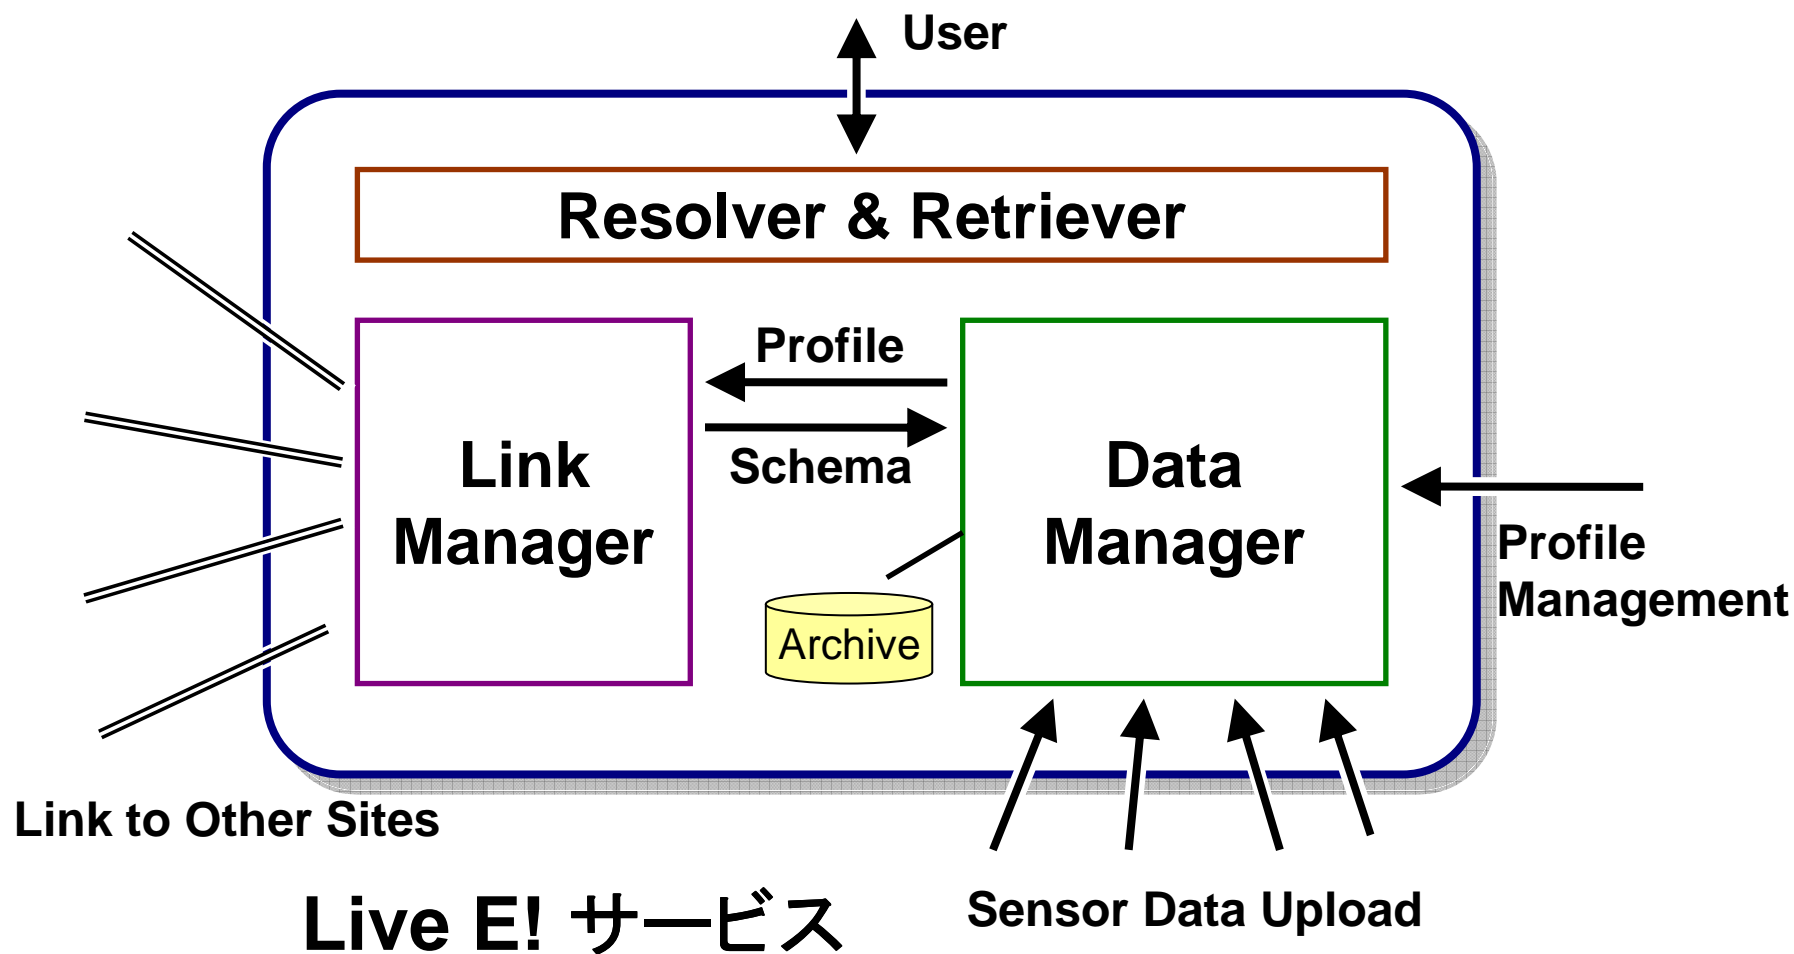 User
Resolver & Retriever
Profile
Schema
Link
Manager
Data
Manager
Archive
Profile
Management
Link to Other Sites
Sensor Data Upload
Live E! サービス